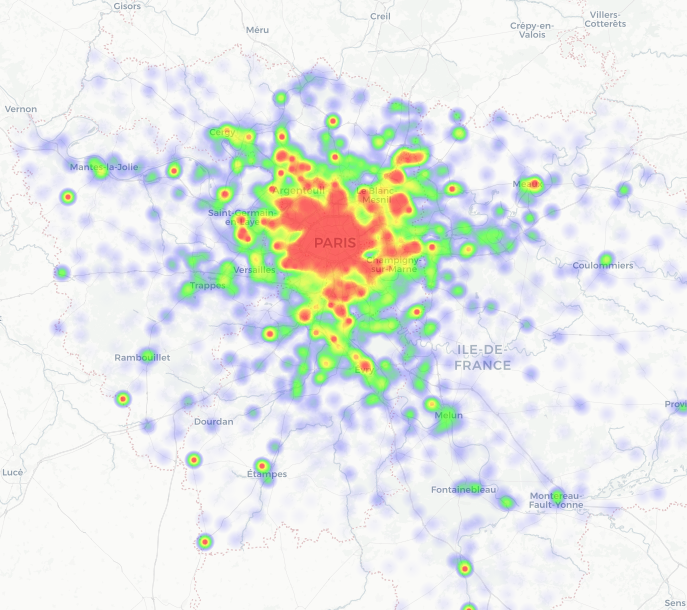 Gisors
Creil
Villers-
Cotterêts
Méru
Crépy-en-
Valois
Vernon
Cergy
Mantes-la-Jolie
Meaux
Argenteuil
Le Blanc-
Mesnil
Saint-Germain-
en-Laye
PARIS
Champigny-
sur-Marne
Coulommiers
Versailles
Trappes
ILE-DE-
FRANCE
Rambouillet
Évry
Provi
Dourdan
Melun
Lucé
Étampes
Fontainebleau
Montereau-
Fault-Yonne
Sens